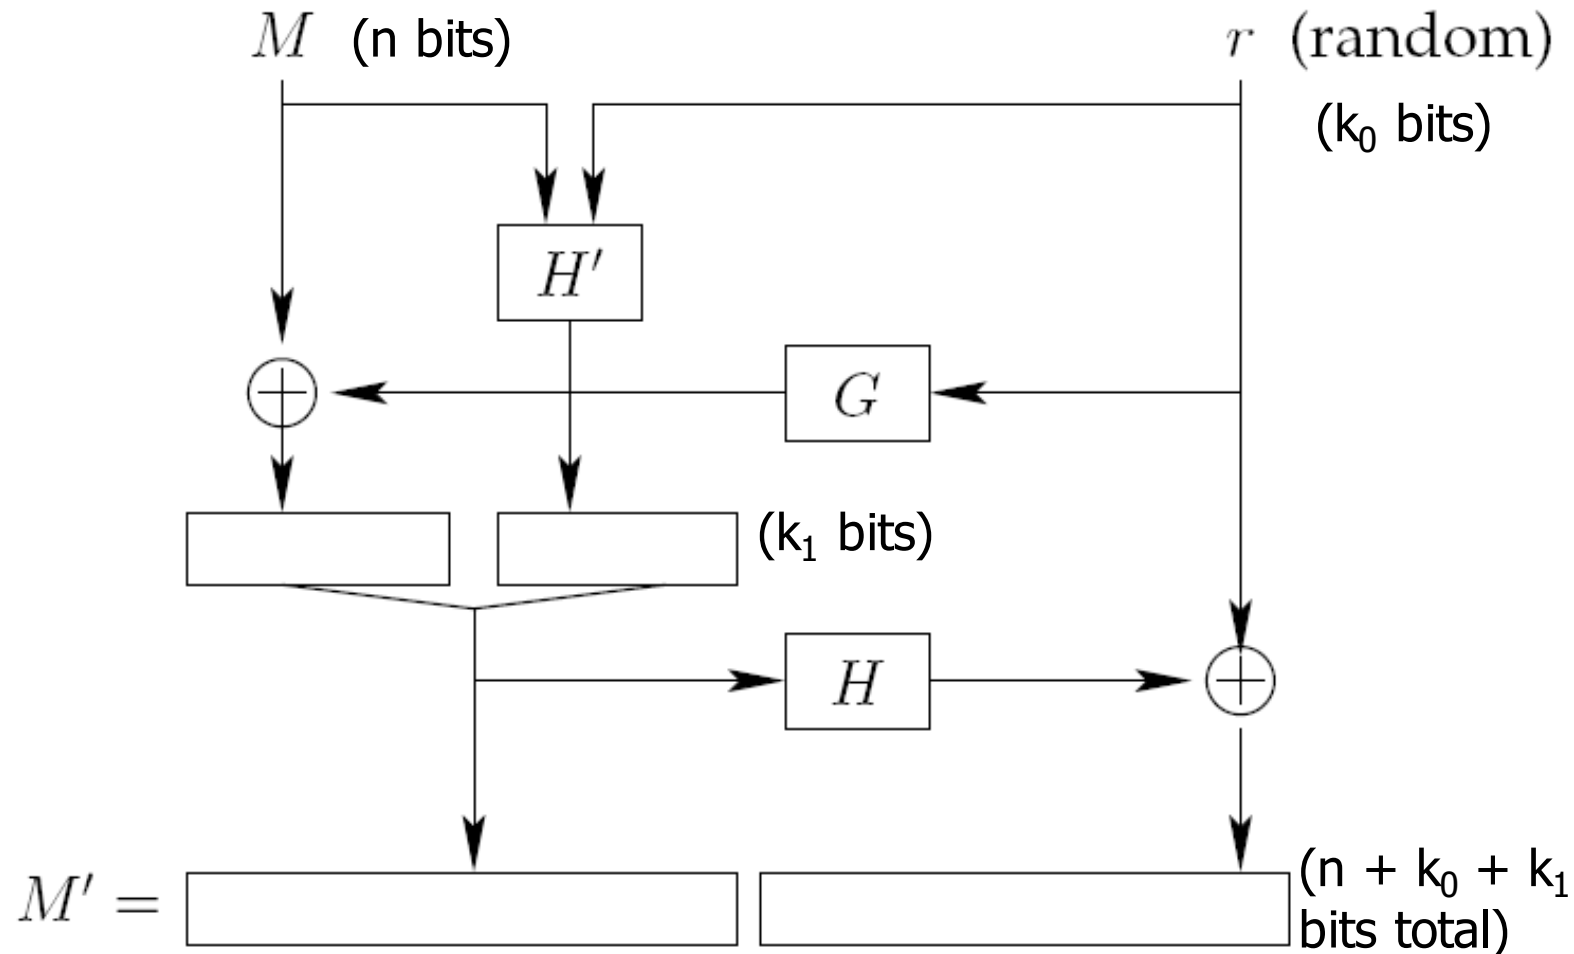 M (n bits)
r (random)
(k₀ bits)
H′
G
(k₁ bits)
H
M′ =
(n + k₀ + k₁
bits total)